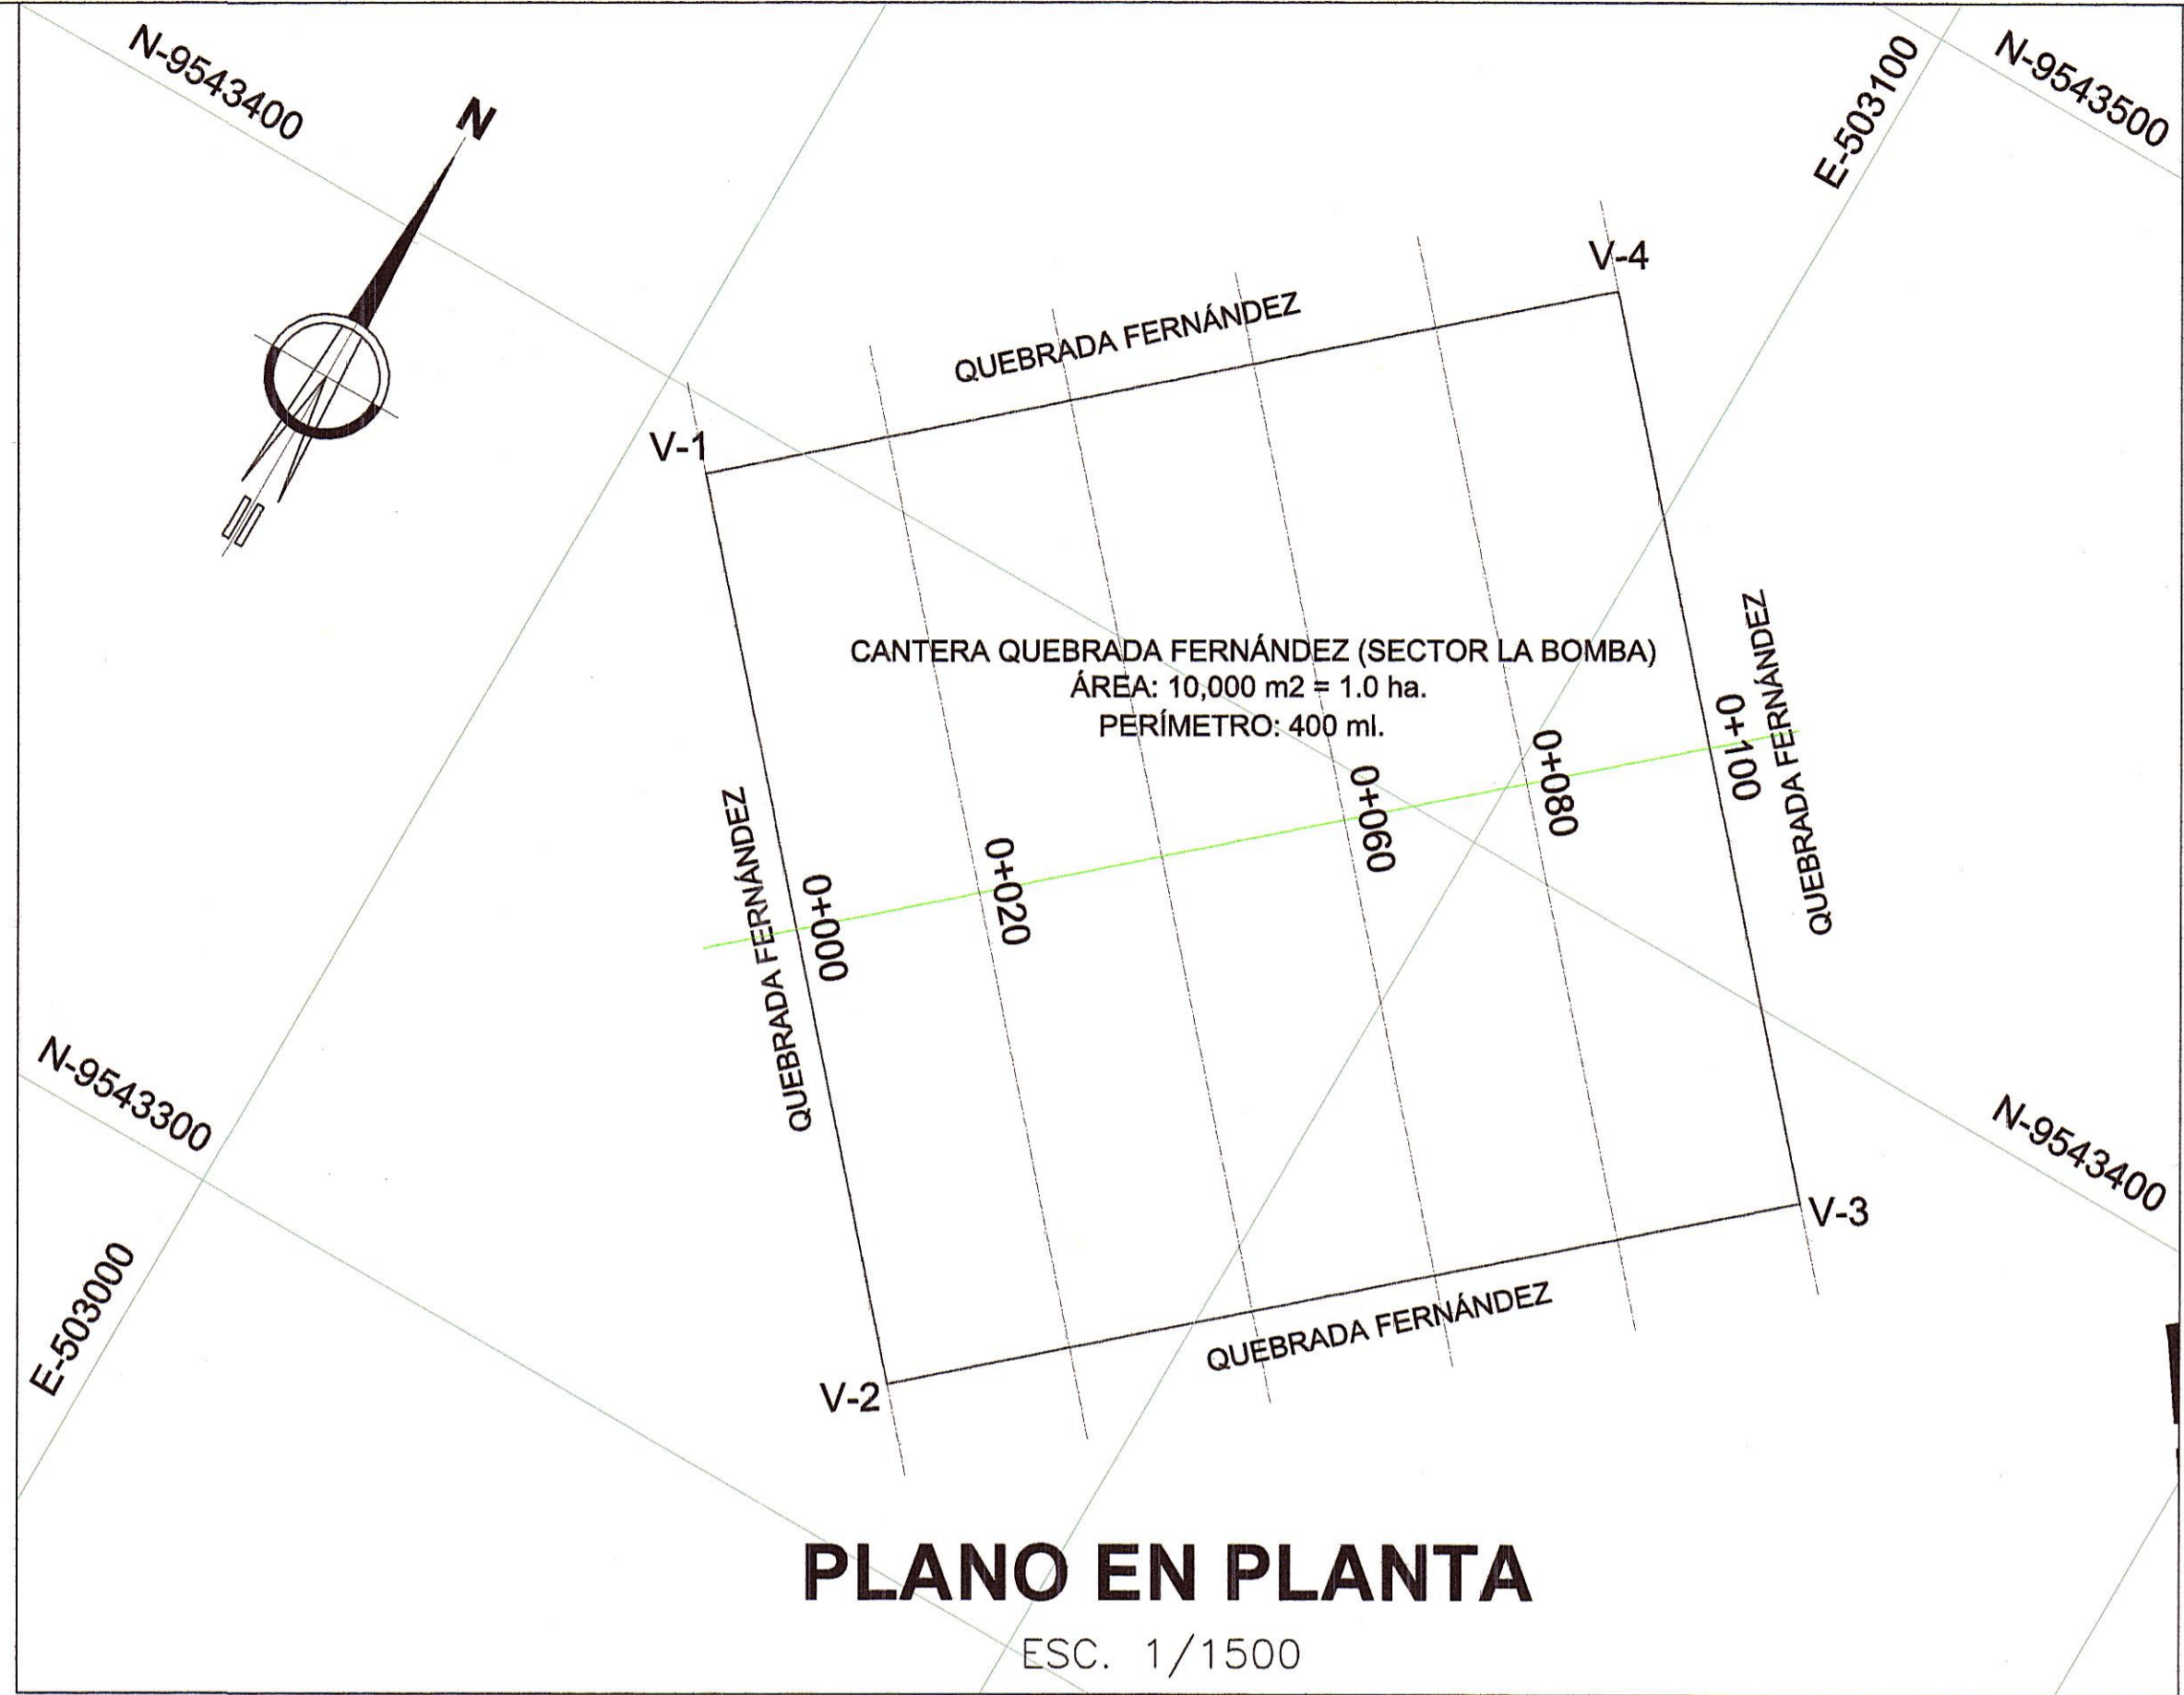 N-9543400
N
E-503100
N-9543500
V-4
QUEBRADA FERNÁNDEZ
V-1
CANTERA QUEBRADA FERNÁNDEZ (SECTOR LA BOMBA)
ÁREA: 10,000 m2 = 1.0 ha.
PERÍMETRO: 400 ml.
QUEBRADA FERNÁNDEZ
0+000
0+020
0+060
0+080
0+100
QUEBRADA FERNÁNDEZ
N-9543300
N-9543400
E-503000
V-3
QUEBRADA FERNÁNDEZ
V-2
PLANO EN PLANTA
ESC. 1/1500